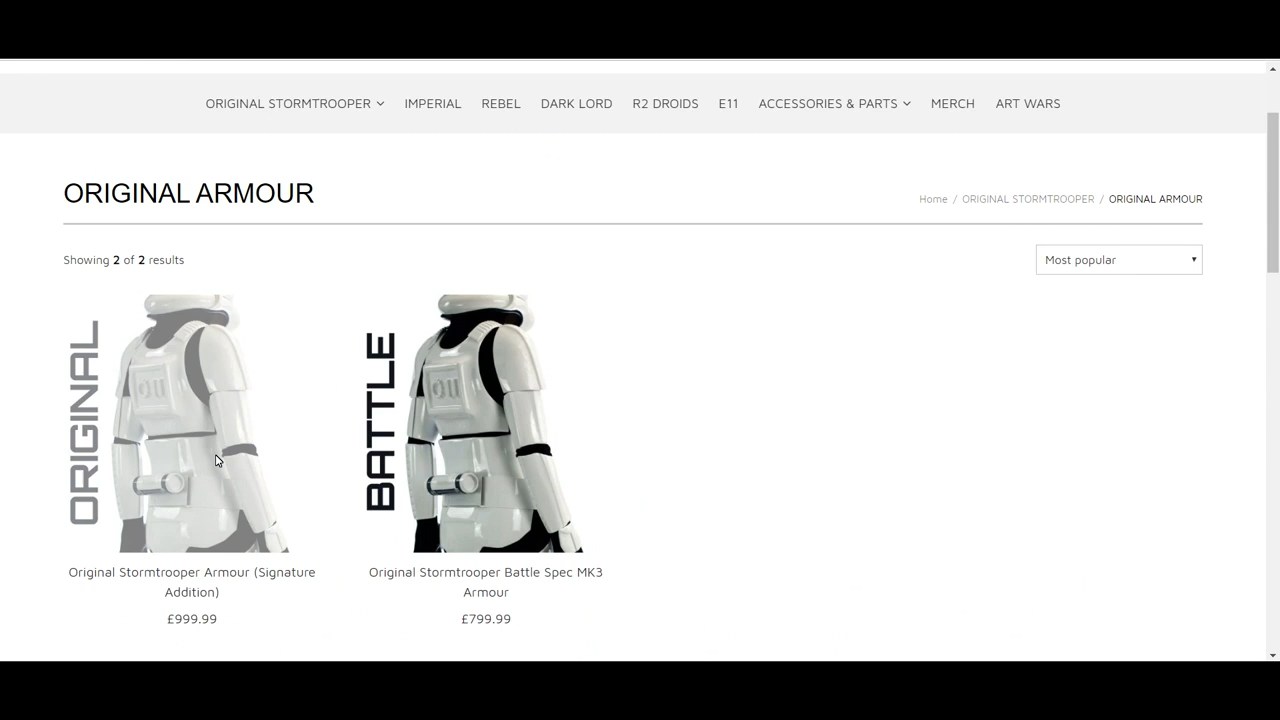 ORIGINAL STORMTROOPER IMPERIAL REBEL DARK LORD R2 DROIDS E11 ACCESSORIES & PARTS MERCH ART WARS
ORIGINAL ARMOUR
Home / ORIGINAL STORMTROOPER / ORIGINAL ARMOUR
Showing 2 of 2 results
Most popular
ORIGINAL
BATTLE
Original Stormtrooper Armour (Signature
Addition)
£999.99
Original Stormtrooper Battle Spec MK3
Armour
£799.99